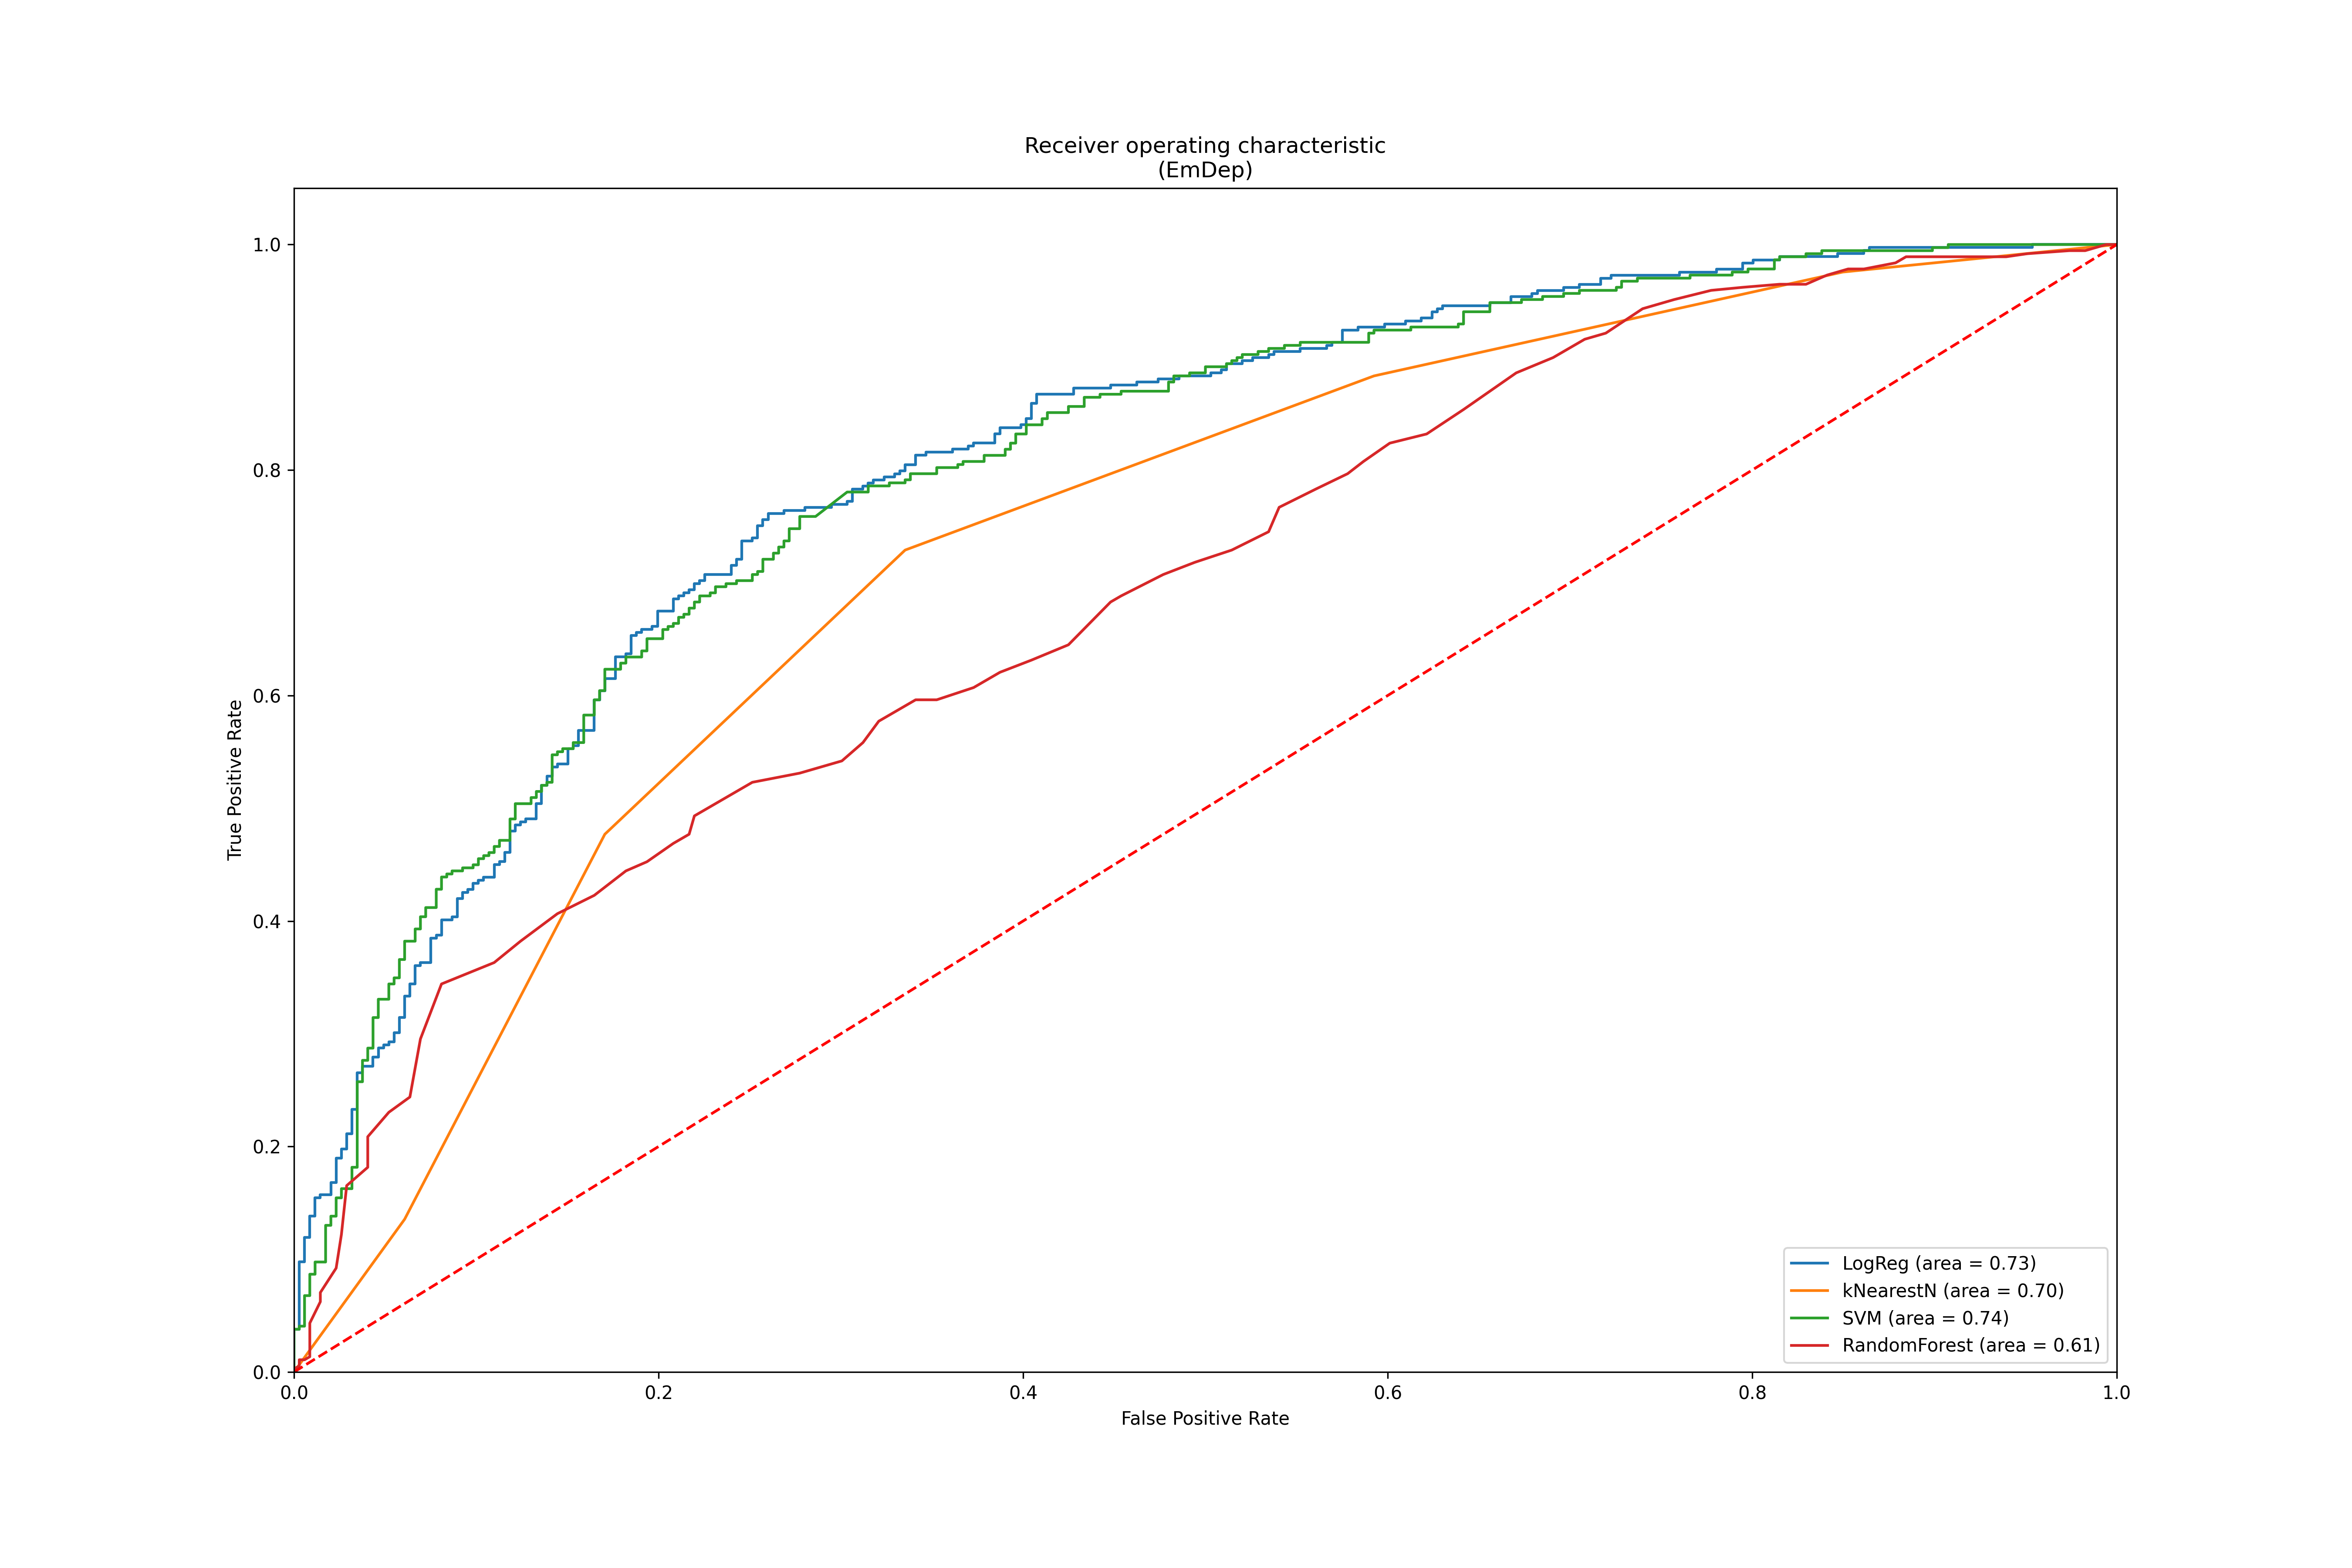 Receiver operating characteristic
(EmDep)
True Positive Rate
1.0
0.8
0.6
0.4
0.2
0.0
0.0 0.2 0.4 0.6 0.8 1.0
False Positive Rate
LogReg (area = 0.73)
kNearestN (area = 0.70)
SVM (area = 0.74)
RandomForest (area = 0.61)